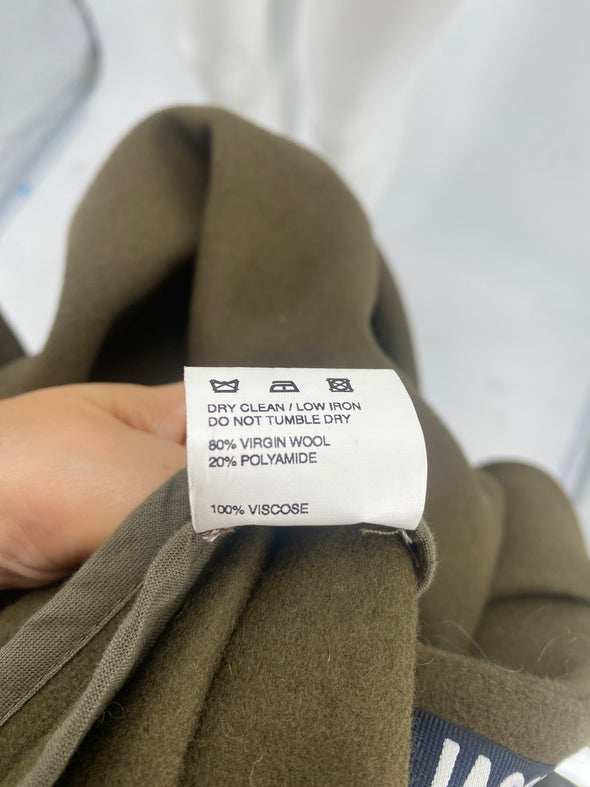 DRY CLEAN / LOW IRON
DO NOT TUMBLE DRY
80% VIRGIN WOOL
20% POLYAMIDE
100% VISCOSE